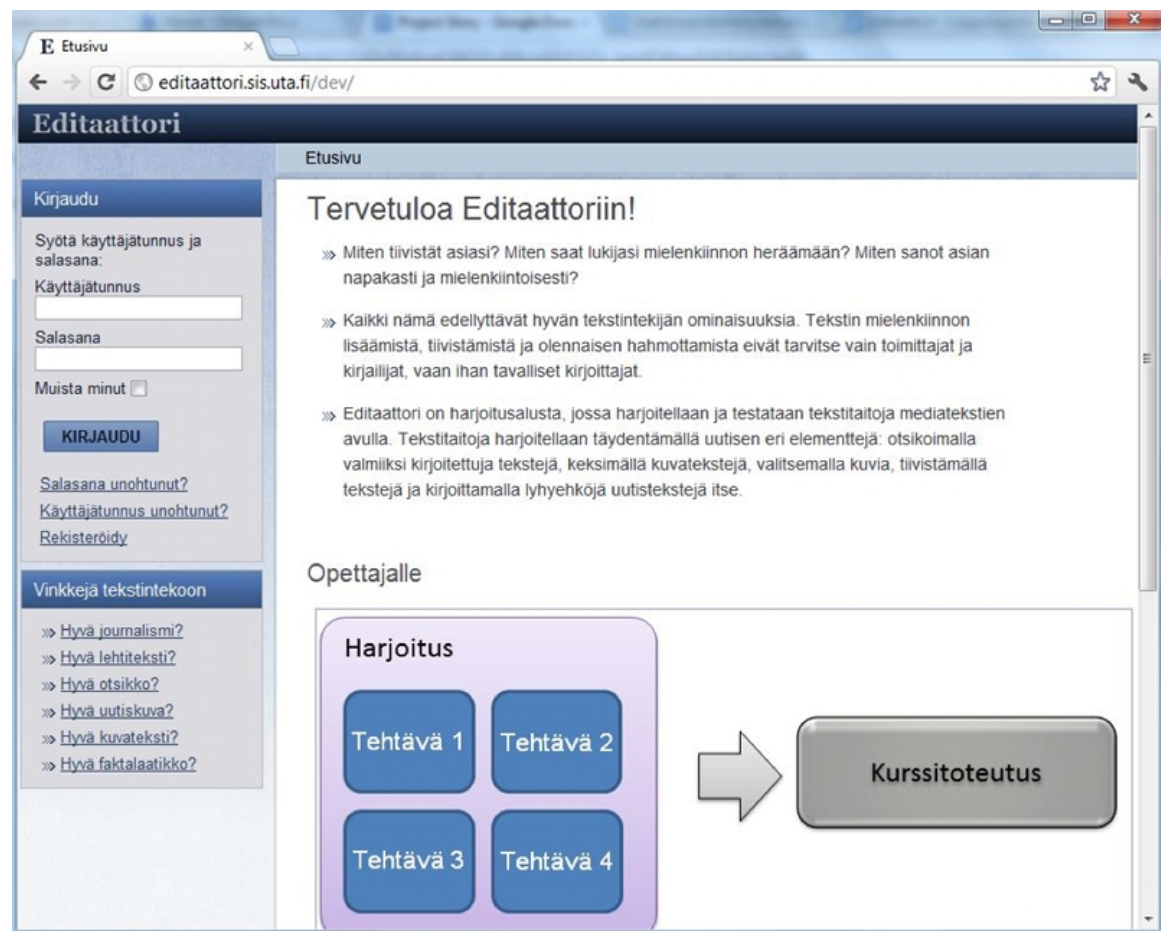 E Etusivu
editaattori.sis.uta.fi/dev/
Editaattori
Etusivu
Kirjaudu
Syötä käyttäjätunnus ja
salasana:
Käyttäjätunnus
Salasana
Muista minut
KIRJAUDU
Salasana unohtunut?
Käyttäjätunnus unohtunut?
Rekisteröidy
Vinkkejä tekstintekoon
Hyvä journalismi?
Hyvä lehtiteksti?
Hyvä otsikko?
Hyvä uutiskuva?
Hyvä kuvateksti?
Hyvä faktalaatikko?
Tervetuloa Editaattoriin!
Miten tiivistät asiasi? Miten saat lukijasi mielenkiinnon heräämään? Miten sanot asian
napakasti ja mielenkiintoisesti?
Kaikki nämä edellyttävät hyvän tekstintekijän ominaisuuksia. Tekstin mielenkiinnon
lisäämistä, tiivistämistä ja olennaisen hahmottamista eivät tarvitse vain toimittajat ja
kirjailijat, vaan ihan tavalliset kirjoittajat.
Editaattori on harjoitusalusta, jossa harjoitellaan ja testataan tekstitaitoja mediatekstien
avulla. Tekstitaitoja harjoitellaan täydentämällä uutisen eri elementtejä: otsikoimalla
valmiiksi kirjoitettuja tekstejä, keksimällä kuvatekstejä, valitsemalla kuvia, tiivistämällä
tekstejä ja kirjoittamalla lyhyehköjä uutistekstejä itse.
Opettajalle
Harjoitus
Tehtävä 1 Tehtävä 2
Kurssitoteutus
Tehtävä 3 Tehtävä 4